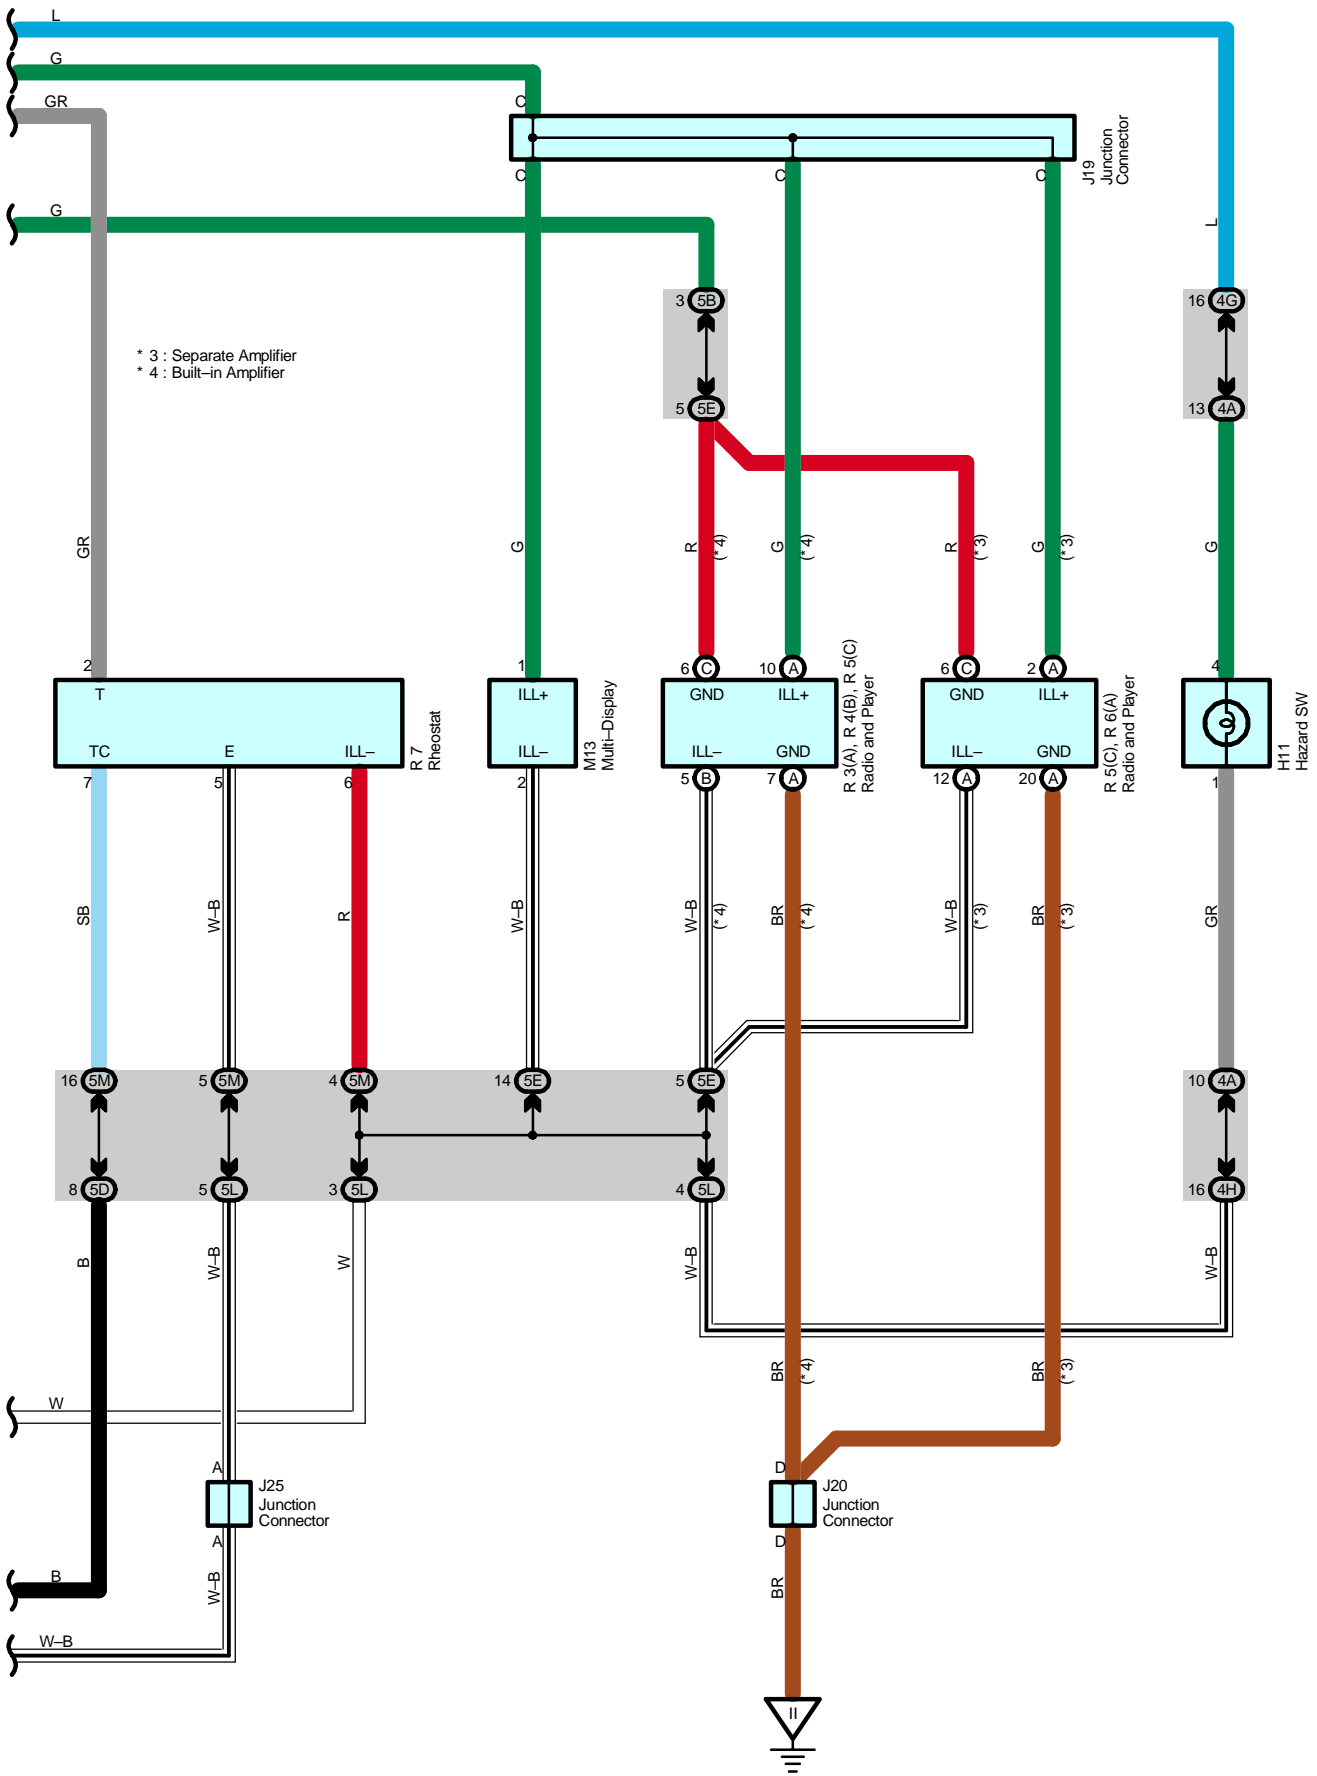 L
G
GR
C
C
C
C
J19
Junction
Connector
G
L
3 5B
16 4G
* 3 : Separate Amplifier
* 4 : Built–in Amplifier
5 5E
13 4A
GR
G
R
(* 4)
G
(* 4)
R
(* 3)
G
(* 3)
G
2
1
6 C
10 A
6 C
2 A
4
T
TC
E
ILL–
R 7
Rheostat
ILL+
ILL–
M13
Multi–Display
GND
ILL+
ILL–
GND
R 3(A), R 4(B), R 5(C)
Radio and Player
GND
ILL+
ILL–
GND
R 5(C), R 6(A)
Radio and Player
H11
Hazard SW
7
5
6
2
5 B
7 A
12 A
20 A
1
SB
W–B
R
W–B
W–B
(* 4)
BR
(* 4)
W–B
(* 3)
BR
(* 3)
GR
16 5M
5 5M
4 5M
14 5E
5 5E
10 4A
8 5D
5 5L
3 5L
4 5L
16 4H
B
W–B
W
W–B
W–B
BR
(* 4)
BR
(* 3)
W
A
J25
Junction
Connector
A
D
J20
Junction
Connector
D
B
W–B
BR
W–B
II